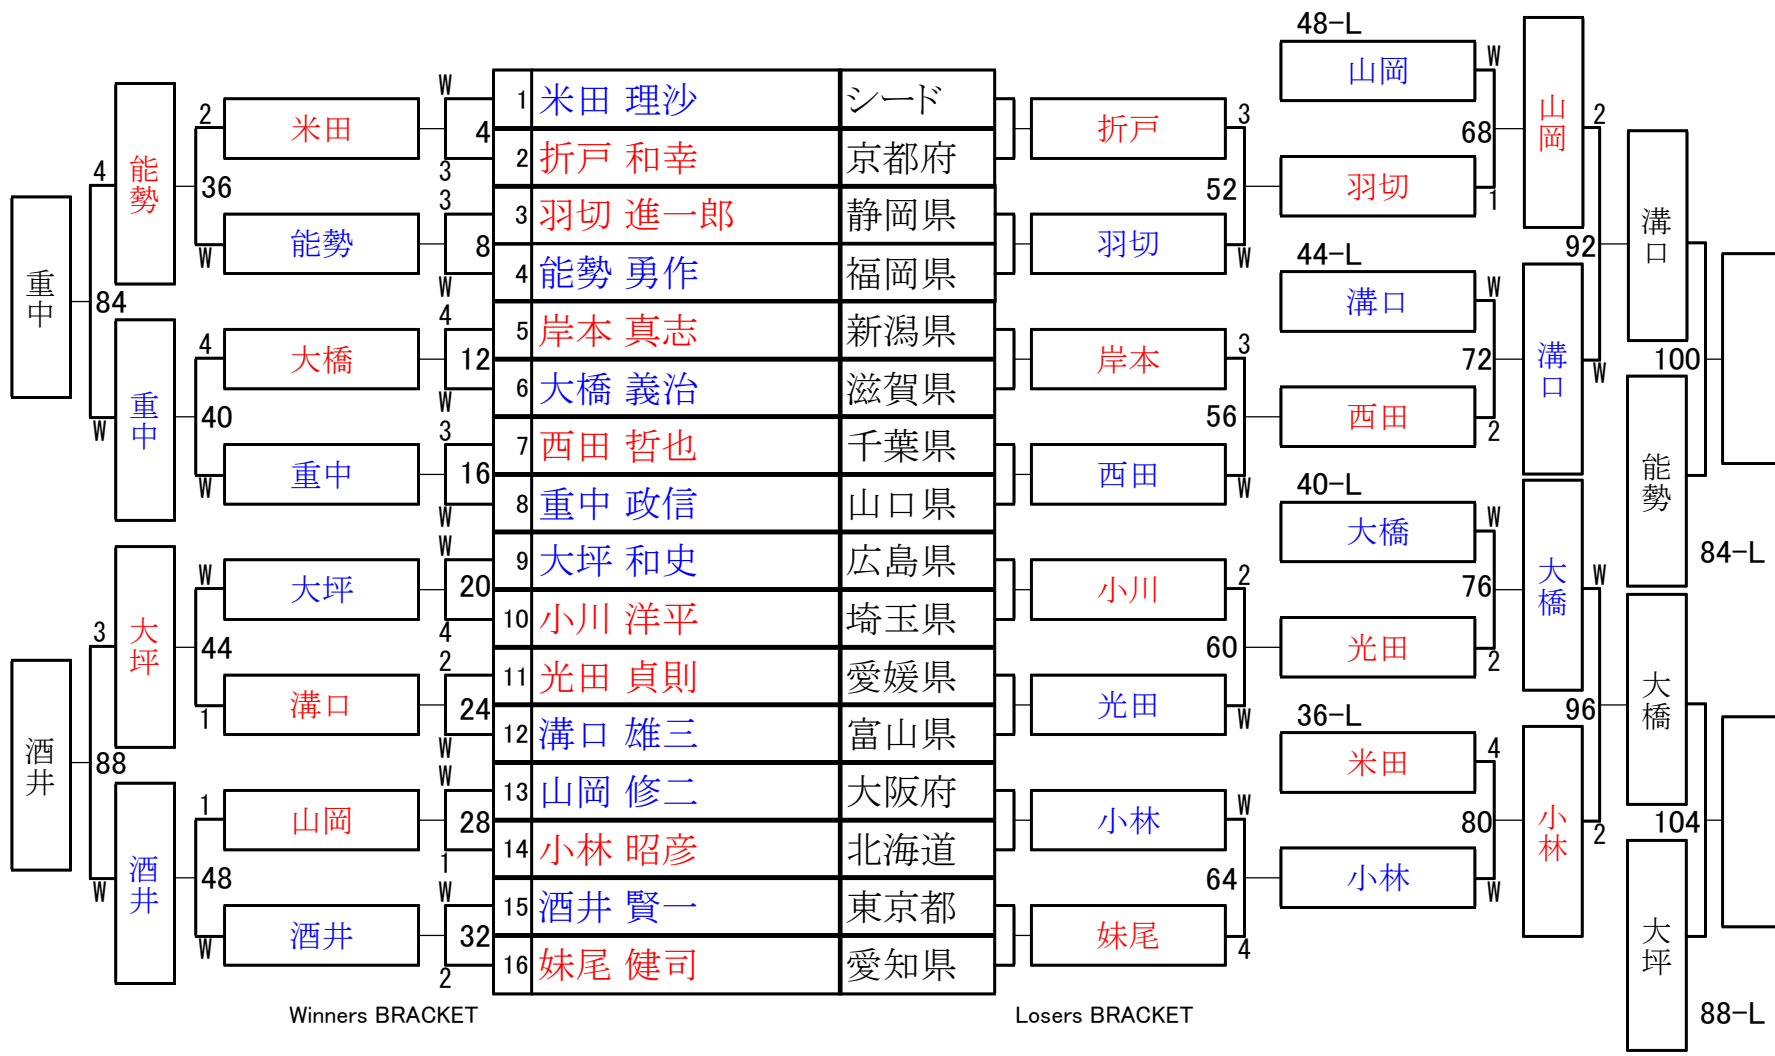 48-L
W
2
4
重中
84
W
能勢
重中
2
36
W
4
40
W
米田
能勢
大橋
重中
W
4
3
3
8
W
4
12
W
3
16
W
1 米田 理沙 シード
2 折戸 和幸 京都府
3 羽切 進一郎 静岡県
4 能勢 勇作 福岡県
5 岸本 真志 新潟県
6 大橋 義治 滋賀県
7 西田 哲也 千葉県
8 重中 政信 山口県
9 大坪 和史 広島県
10 小川 洋平 埼玉県
11 光田 貞則 愛媛県
12 溝口 雄三 富山県
13 山岡 修二 大阪府
14 小林 昭彦 北海道
15 酒井 賢一 東京都
16 妹尾 健司 愛知県
酒井
3
88
W
大坪
酒井
W
44
1
1
48
W
大坪
溝口
山岡
酒井
W
20
4
2
24
W
W
28
1
W
32
2
折戸
羽切
岸本
西田
小川
光田
小林
妹尾
3
52
W
3
56
W
2
60
W
W
64
4
山岡
68
羽切
1
44-L
溝口
W
72
西田
2
40-L
大橋
W
76
光田
2
36-L
米田
4
80
小林
W
山岡
92
溝口
W
大橋
W
96
小林
2
溝口
100
能勢
84-L
大橋
104
大坪
88-L
Winners BRACKET
Losers BRACKET